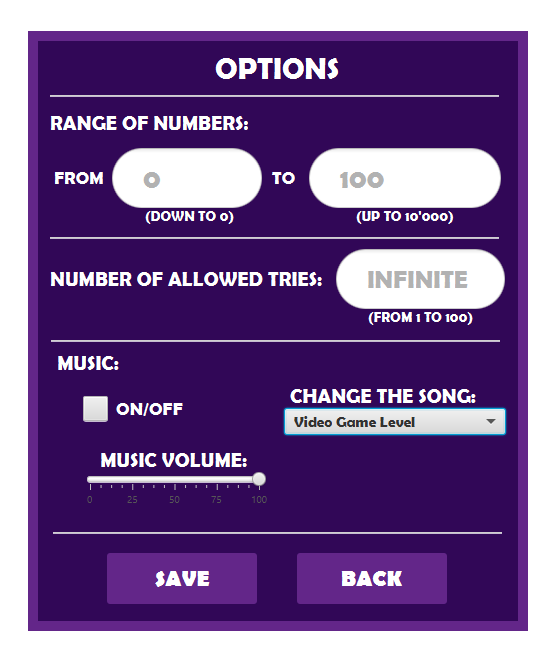 OPTIONS
RANGE OF NUMBERS:
FROM 0 TO 100
(DOWN TO 0) (UP TO 10'000)
NUMBER OF ALLOWED TRIES: INFINITE
(FROM 1 TO 100)
MUSIC:
ON/OFF
CHANGE THE SONG:
Video Game Level
MUSIC VOLUME:
0 25 50 75 100
SAVE BACK